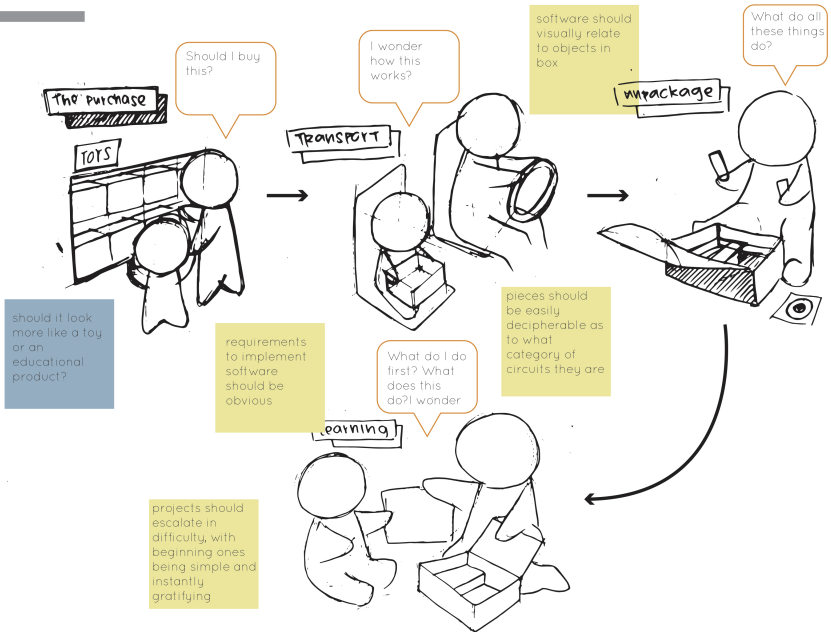 The purchase
TOYS
Should I buy
this?
TRANSPORT
I wonder
how this
works?
software should
visually relate
to objects in
box
unpackage
What do all
these things
do?
should it look
more like a toy
or an
educational
product?
requirements
to implement
software
should be
obvious
pieces should
be easily
decipherable as
to what
category of
circuits they are
learning
What do I do
first? What
does this
do?I wonder
projects should
escalate in
difficulty, with
beginning ones
being simple and
instantly
gratifying